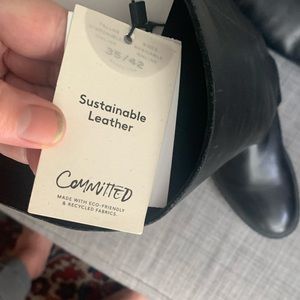 35/42
Sustainable
Leather
COMMITTED
MADE WITH ECO-FRIENDLY
& RECYCLED FABRICS.